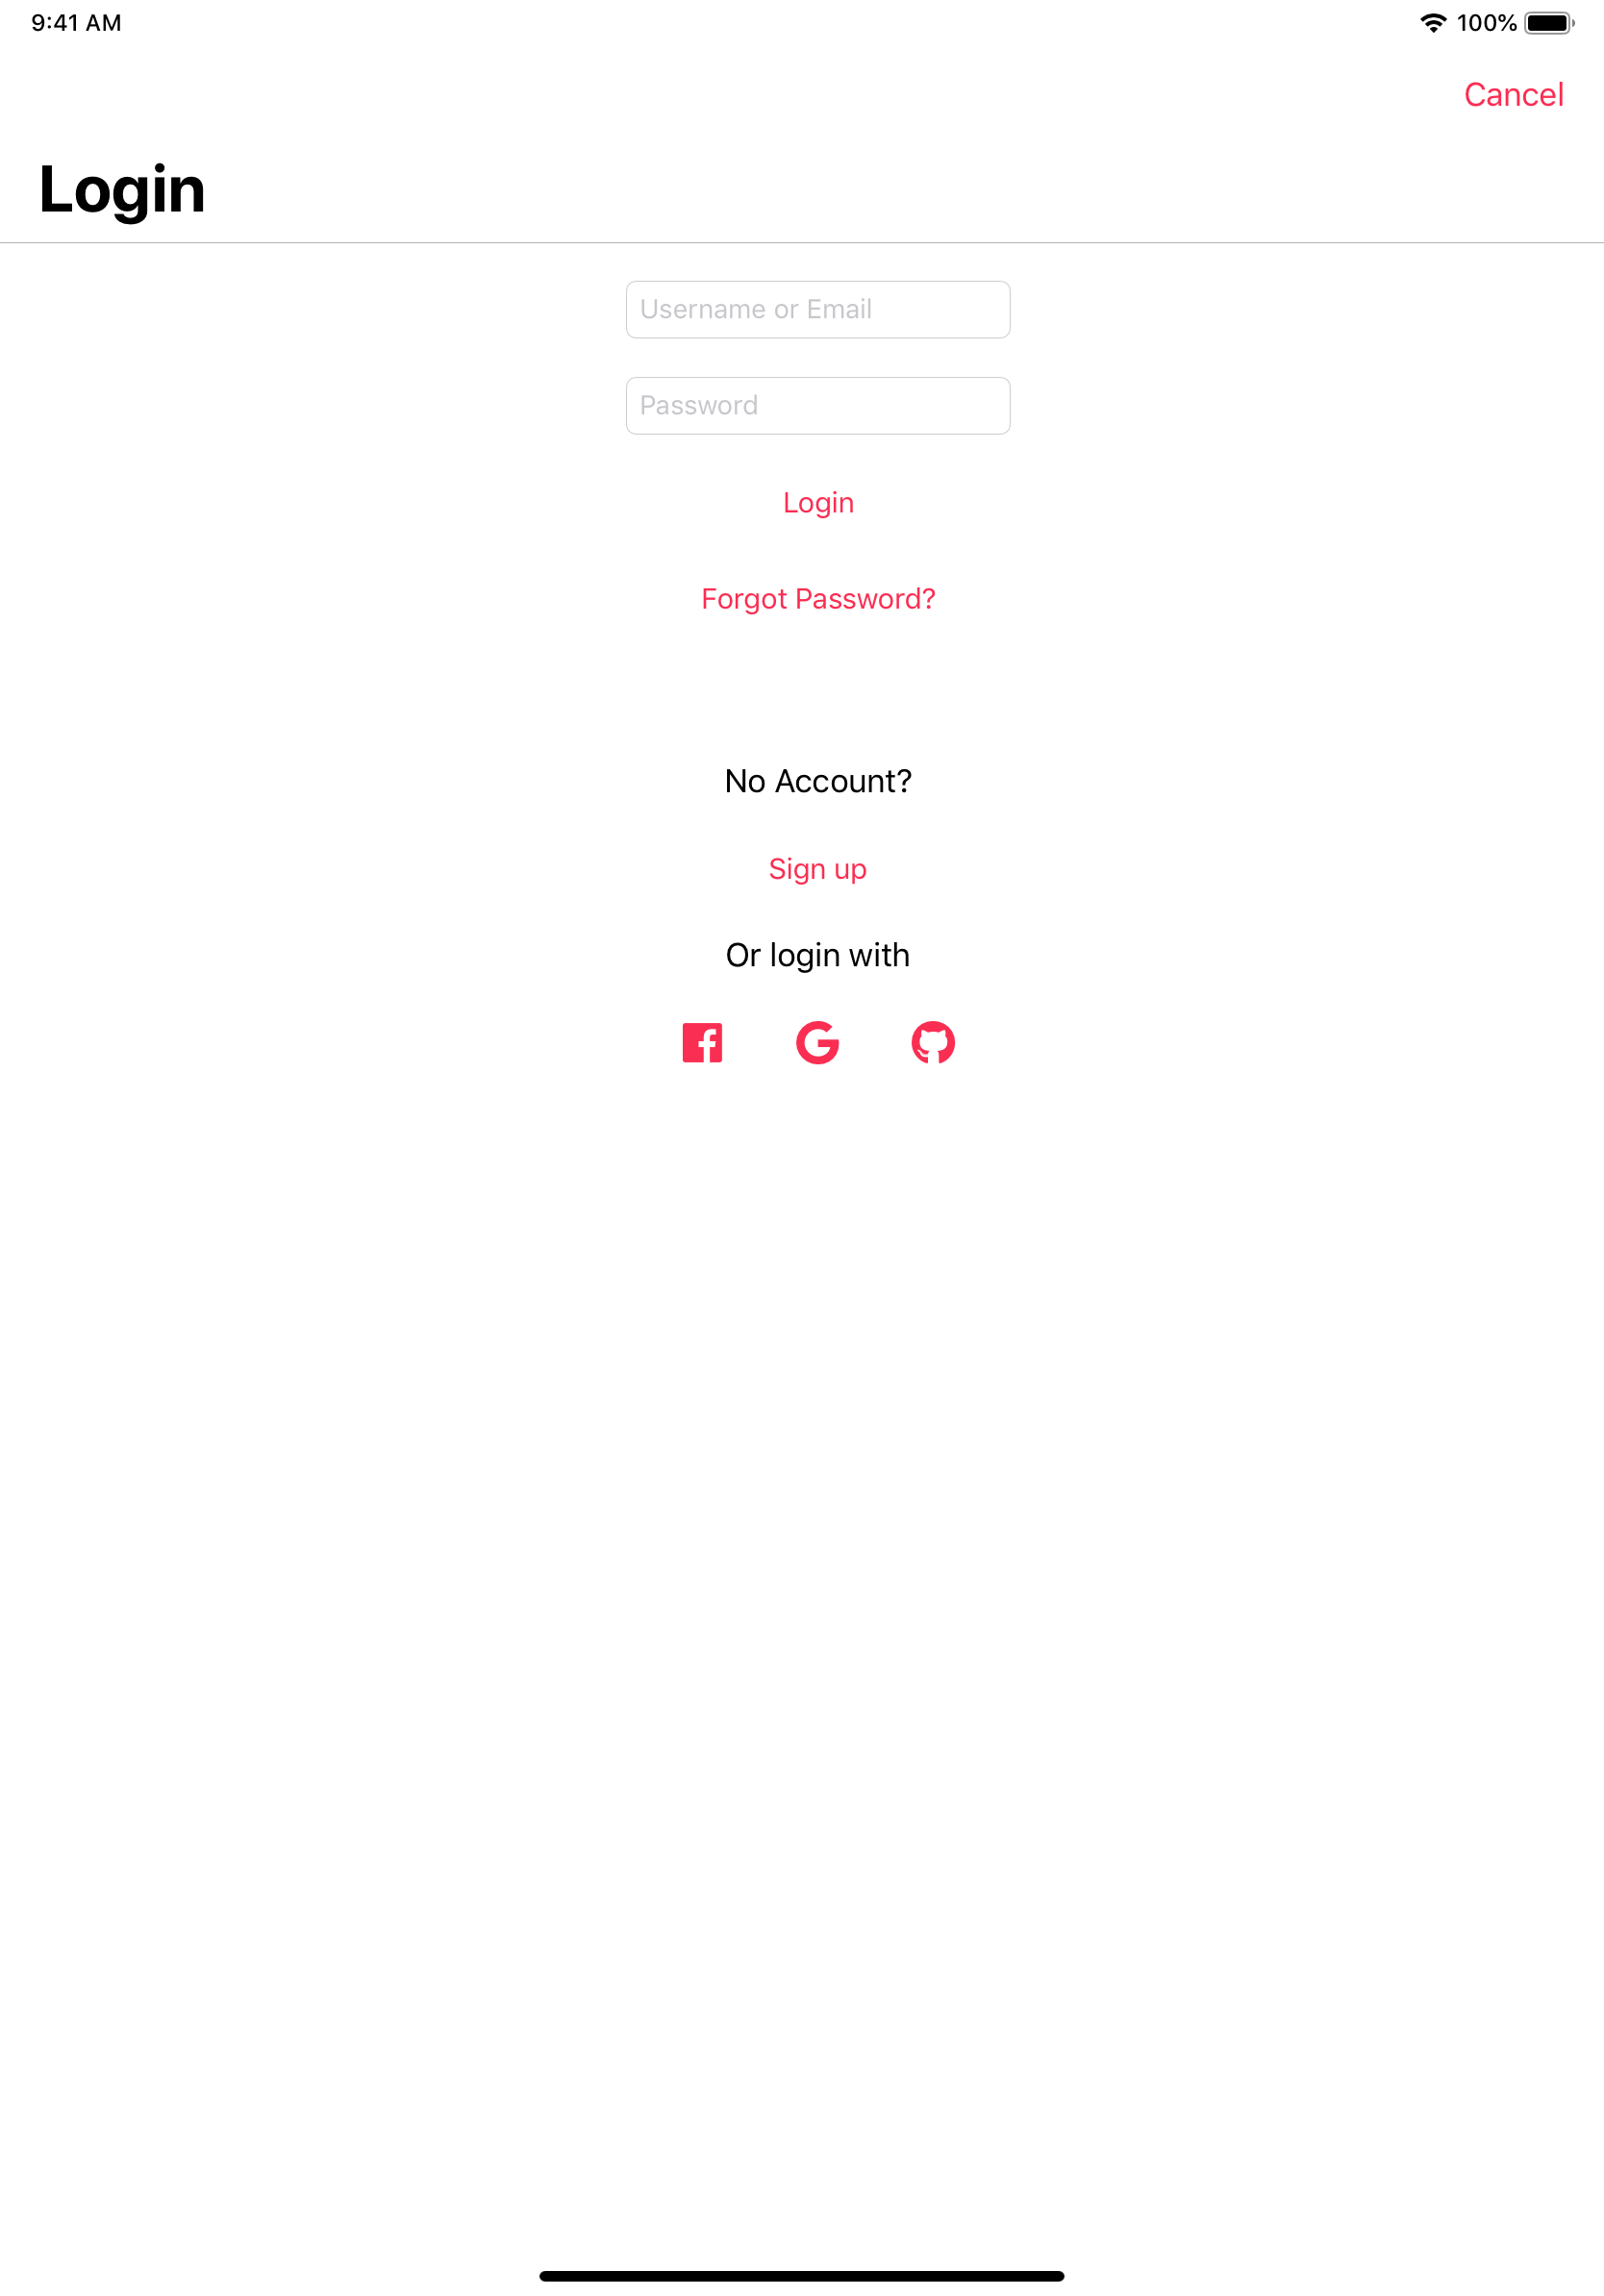 9:41 AM 100%
Cancel
Login
Username or Email
Password
Login
Forgot Password?
No Account?
Sign up
Or login with